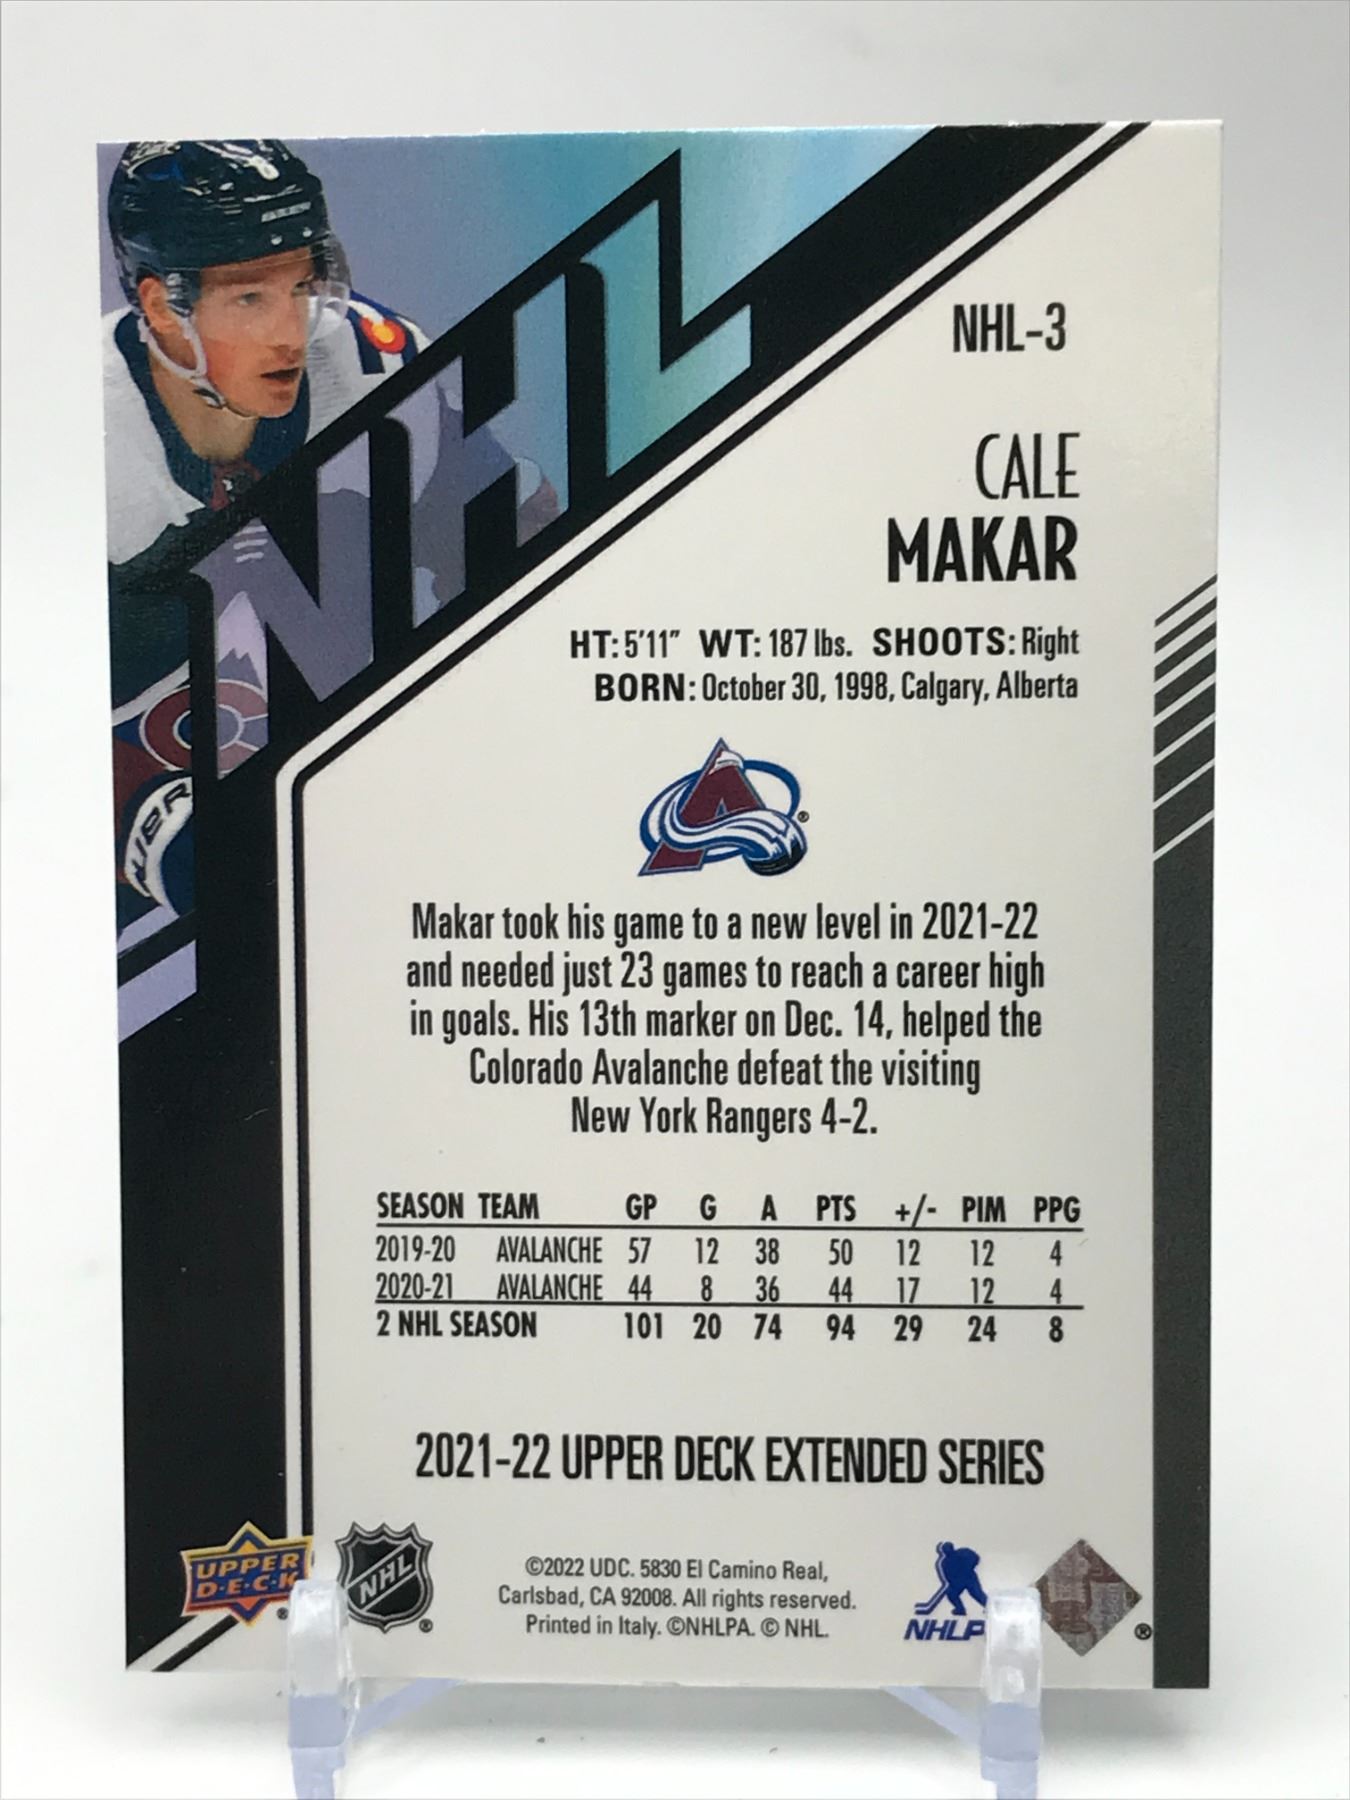 NHL
NHL-3
CALE
MAKAR
HT: 5'11" WT: 187 lbs. SHOOTS: Right
BORN: October 30, 1998, Calgary, Alberta
A ®
Makar took his game to a new level in 2021-22
and needed just 23 games to reach a career high
in goals. His 13th marker on Dec. 14, helped the
Colorado Avalanche defeat the visiting
New York Rangers 4-2.
SEASON TEAM GP G A PTS +/- PIM PPG
2019-20 AVALANCHE 57 12 38 50 12 12 4
2020-21 AVALANCHE 44 8 36 44 17 12 4
2 NHL SEASON 101 20 74 94 29 24 8
2021-22 UPPER DECK EXTENDED SERIES
UPPER
D·E·C·K ®
NHL ®
©2022 UDC. 5830 El Camino Real,
Carlsbad, CA 92008. All rights reserved.
Printed in Italy. ©NHLPA. © NHL.
NHLP
®